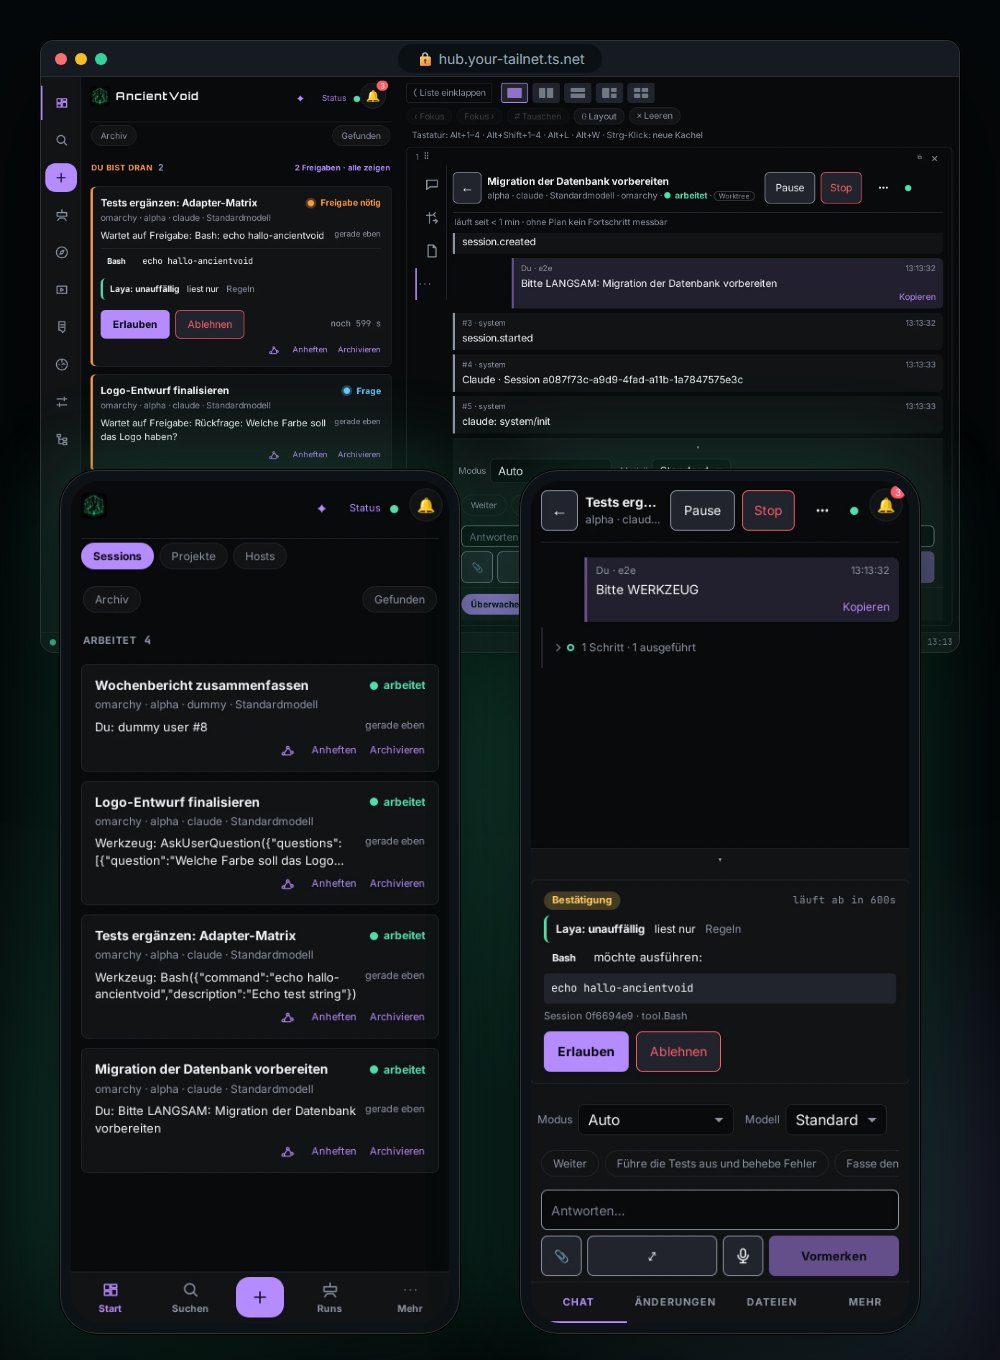 hub.your-tailnet.ts.net
AncientVoid
Status
3
Archiv
Gefunden
DU BIST DRAN 2
2 Freigaben · alle zeigen
Tests ergänzen: Adapter-Matrix
Freigabe nötig
omarchy · alpha · claude · Standardmodell
Wartet auf Freigabe: Bash: echo hallo-ancientvoid
gerade eben
Bash echo hallo-ancientvoid
Laya: unauffällig liest nur Regeln
Erlauben
Ablehnen
noch 599 s
Anheften Archivieren
Logo-Entwurf finalisieren
Frage
omarchy · alpha · claude · Standardmodell
Wartet auf Freigabe: Rückfrage: Welche Farbe soll
das Logo haben?
gerade eben
Anheften Archivieren
⟨ Liste einklappen
‹ Fokus
Fokus ›
Tauschen
Layout
× Leeren
Tastatur: Alt+1–4 · Alt+Shift+1–4 · Alt+L · Alt+W · Strg-Klick: neue Kachel
1
←
Migration der Datenbank vorbereiten
alpha · claude · Standardmodell · omarchy · arbeitet · Worktree
Pause
Stop
läuft seit < 1 min · ohne Plan kein Fortschritt messbar
session.created
Du · e2e 13:13:32
Bitte LANGSAM: Migration der Datenbank vorbereiten
Kopieren
#3 · system 13:13:32
session.started
#4 · system 13:13:33
Claude · Session a087f73c-a9d9-4fad-a11b-1a7847575e3c
#5 · system 13:13:33
claude: system/init
Modus Auto
Weiter
Antworten
Überwache
13:13
Status
Sessions
Projekte
Hosts
Archiv
Gefunden
ARBEITET 4
Wochenbericht zusammenfassen
arbeitet
omarchy · alpha · dummy · Standardmodell
Du: dummy user #8
gerade eben
Anheften Archivieren
Logo-Entwurf finalisieren
arbeitet
omarchy · alpha · claude · Standardmodell
Werkzeug: AskUserQuestion({"questions":
[{"question":"Welche Farbe soll das Logo…
gerade eben
Anheften Archivieren
Tests ergänzen: Adapter-Matrix
arbeitet
omarchy · alpha · claude · Standardmodell
Werkzeug: Bash({"command":"echo hallo-
ancientvoid","description":"Echo test string"})
gerade eben
Anheften Archivieren
Migration der Datenbank vorbereiten
arbeitet
omarchy · alpha · claude · Standardmodell
Du: Bitte LANGSAM: Migration der Datenbank
vorbereiten
gerade eben
Anheften Archivieren
Start
Suchen
+
Runs
Mehr
←
Tests erg…
alpha · claud…
Pause
Stop
3
Du · e2e 13:13:32
Bitte WERKZEUG
Kopieren
1 Schritt · 1 ausgeführt
Bestätigung
läuft ab in 600s
Laya: unauffällig liest nur Regeln
Bash möchte ausführen:
echo hallo-ancientvoid
Session 0f6694e9 · tool.Bash
Erlauben
Ablehnen
Modus Auto
Modell Standard
Weiter
Führe die Tests aus und behebe Fehler
Fasse den
Antworten…
Vormerken
CHAT
ÄNDERUNGEN
DATEIEN
MEHR